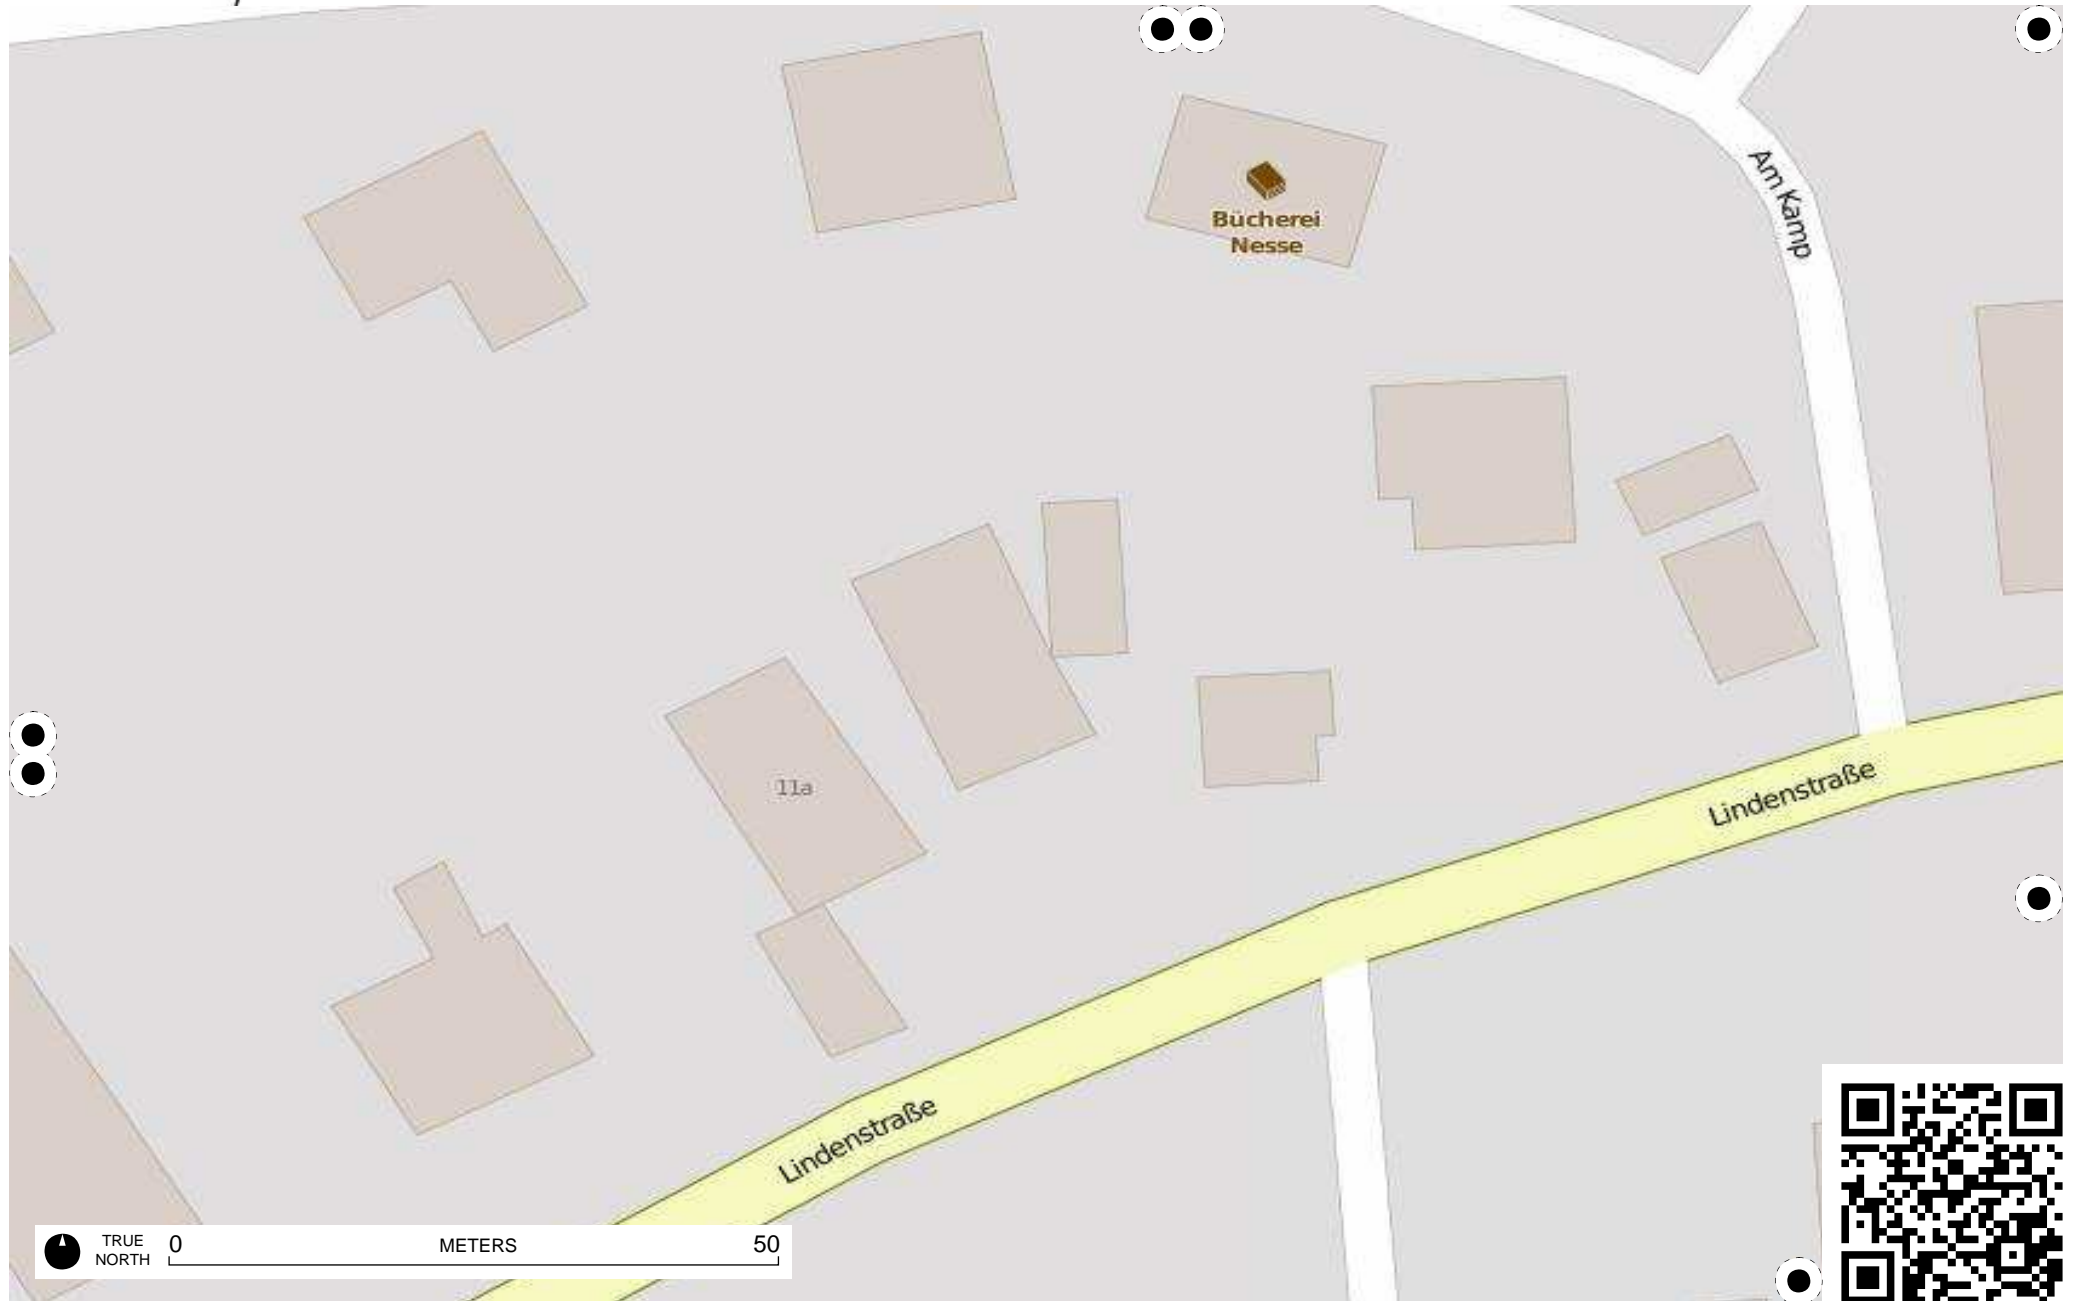 Bücherei
Nesse
Am Kamp
11a
Lindenstraße
Lindenstraße
TRUE
NORTH
0 METERS 50